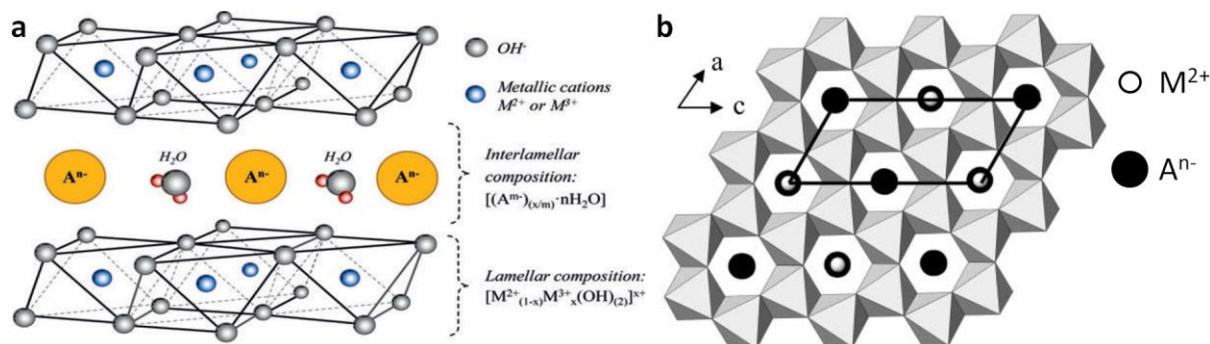 a
OH⁻
Metallic cations
M²⁺ or M³⁺
H₂O
H₂O
Aⁿ⁻
Aⁿ⁻
Aⁿ⁻
Interlamellar
composition:
[(Aᵐ⁻)₍ₓ/ₘ₎·nH₂O]
Lamellar composition:
[M²⁺₍₁₋ₓ₎M³⁺ₓ(OH)₍₂₎]ˣ⁺
b
a
c
M²⁺
Aⁿ⁻